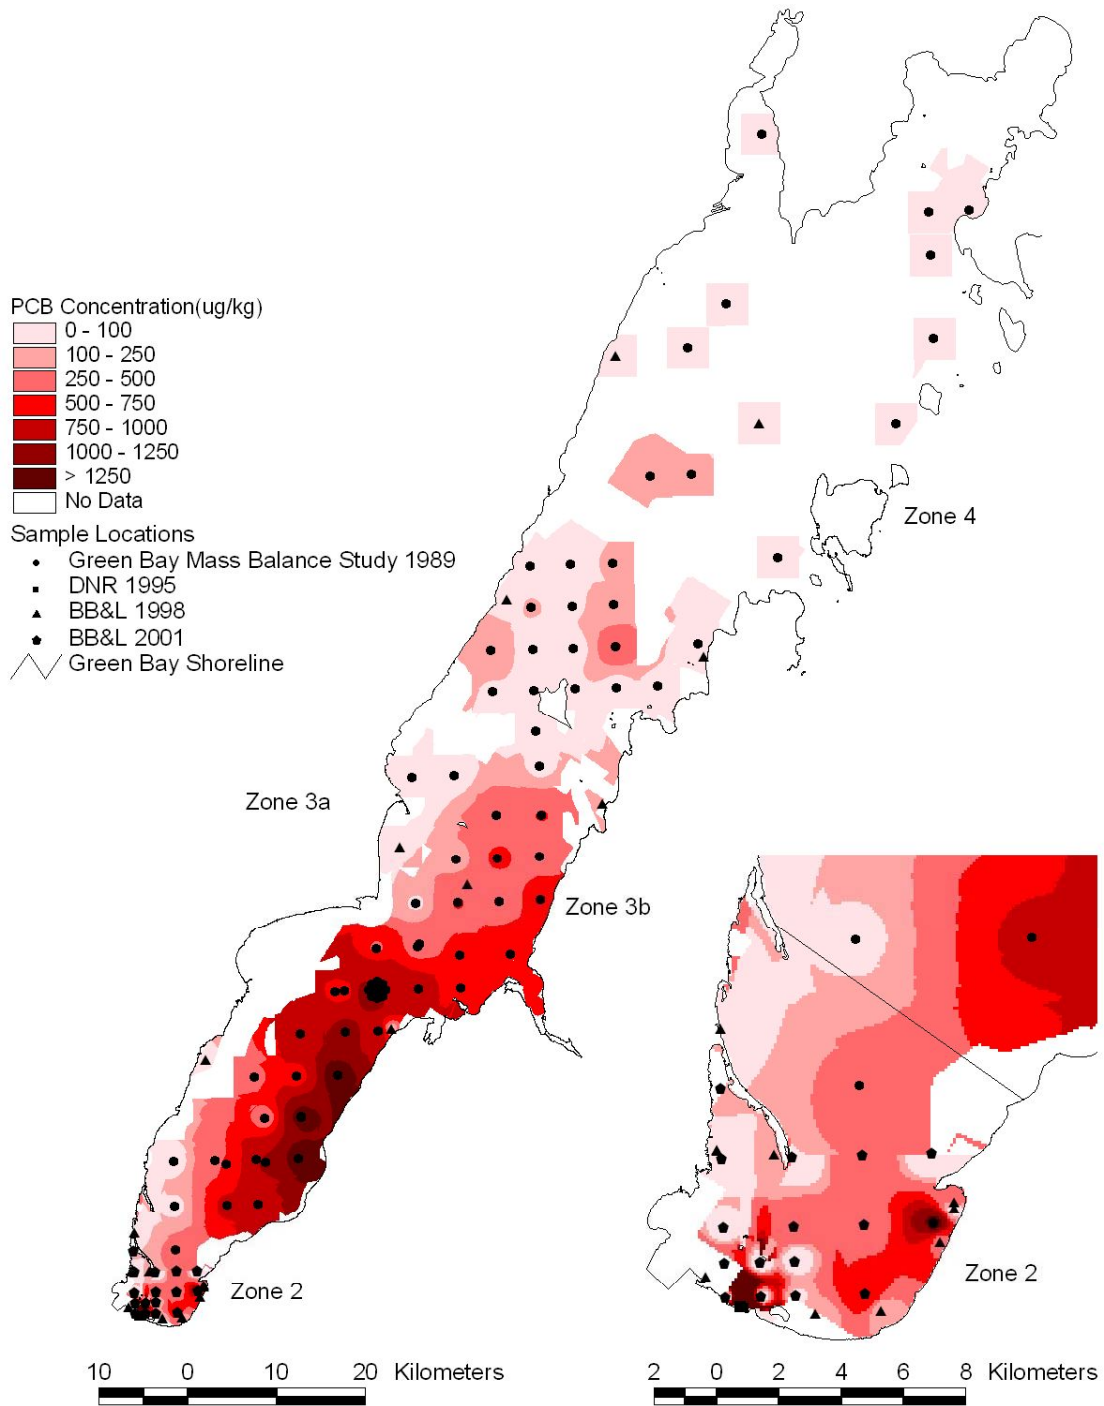 PCB Concentration(ug/kg)
0 - 100
100 - 250
250 - 500
500 - 750
750 - 1000
1000 - 1250
> 1250
No Data
Sample Locations
Green Bay Mass Balance Study 1989
DNR 1995
BB&L 1998
BB&L 2001
Green Bay Shoreline
Zone 4
Zone 3a
Zone 3b
Zone 2
Zone 2
10 0 10 20 Kilometers
2 0 2 4 6 8 Kilometers